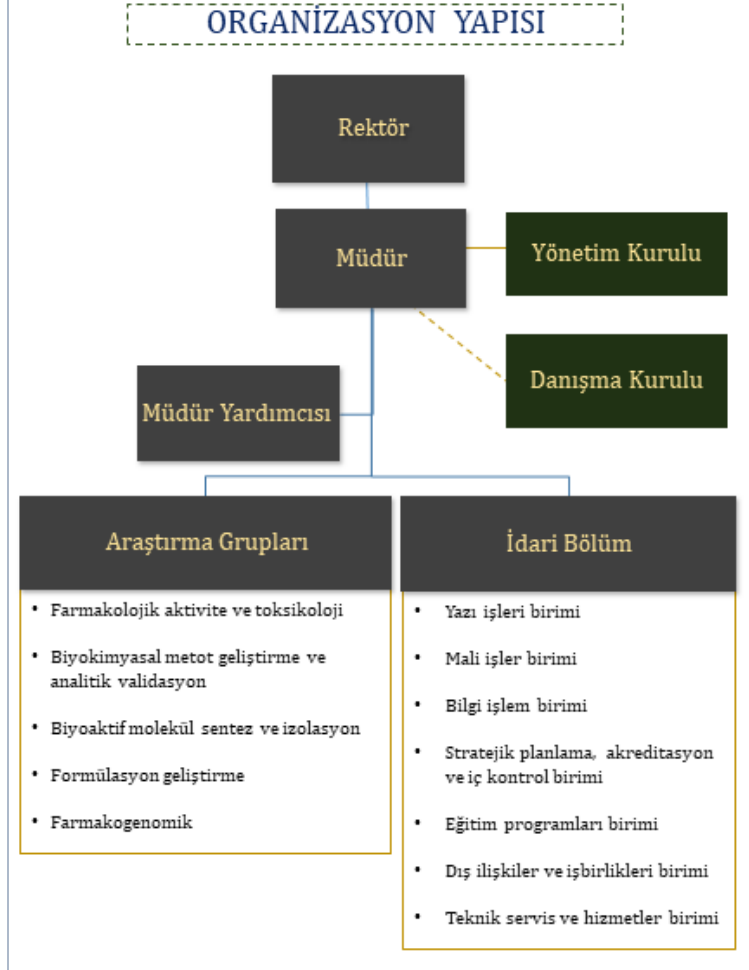 ORGANİZASYON YAPISI
Rektör
Müdür
Yönetim Kurulu
Danışma Kurulu
Müdür Yardımcısı
Araştırma Grupları
• Farmakolojik aktivite ve toksikoloji
• Biyokimyasal metot geliştirme ve
analitik validasyon
• Biyoaktif molekül sentez ve izolasyon
• Formülasyon geliştirme
• Farmakogenomik
İdari Bölüm
• Yazı işleri birimi
• Mali işler birimi
• Bilgi işlem birimi
• Stratejik planlama, akreditasyon
ve iç kontrol birimi
• Eğitim programları birimi
• Dış ilişkiler ve işbirlikleri birimi
• Teknik servis ve hizmetler birimi